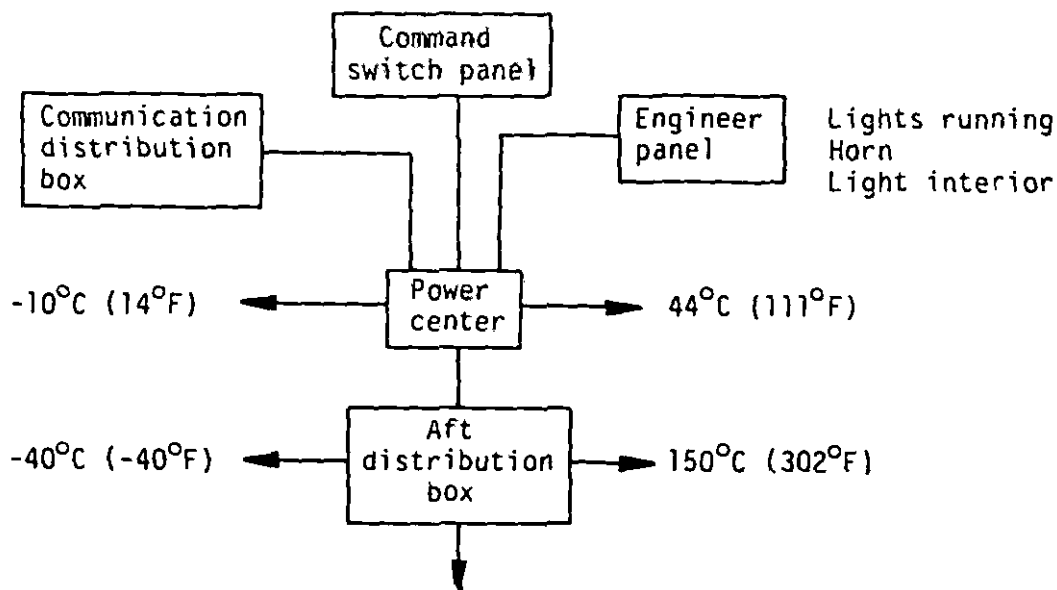 Command
switch panel
Communication
distribution
box
Engineer
panel
Lights running
Horn
Light interior
Power
center
-10°C (14°F)
44°C (111°F)
Aft
distribution
box
-40°C (-40°F)
150°C (302°F)